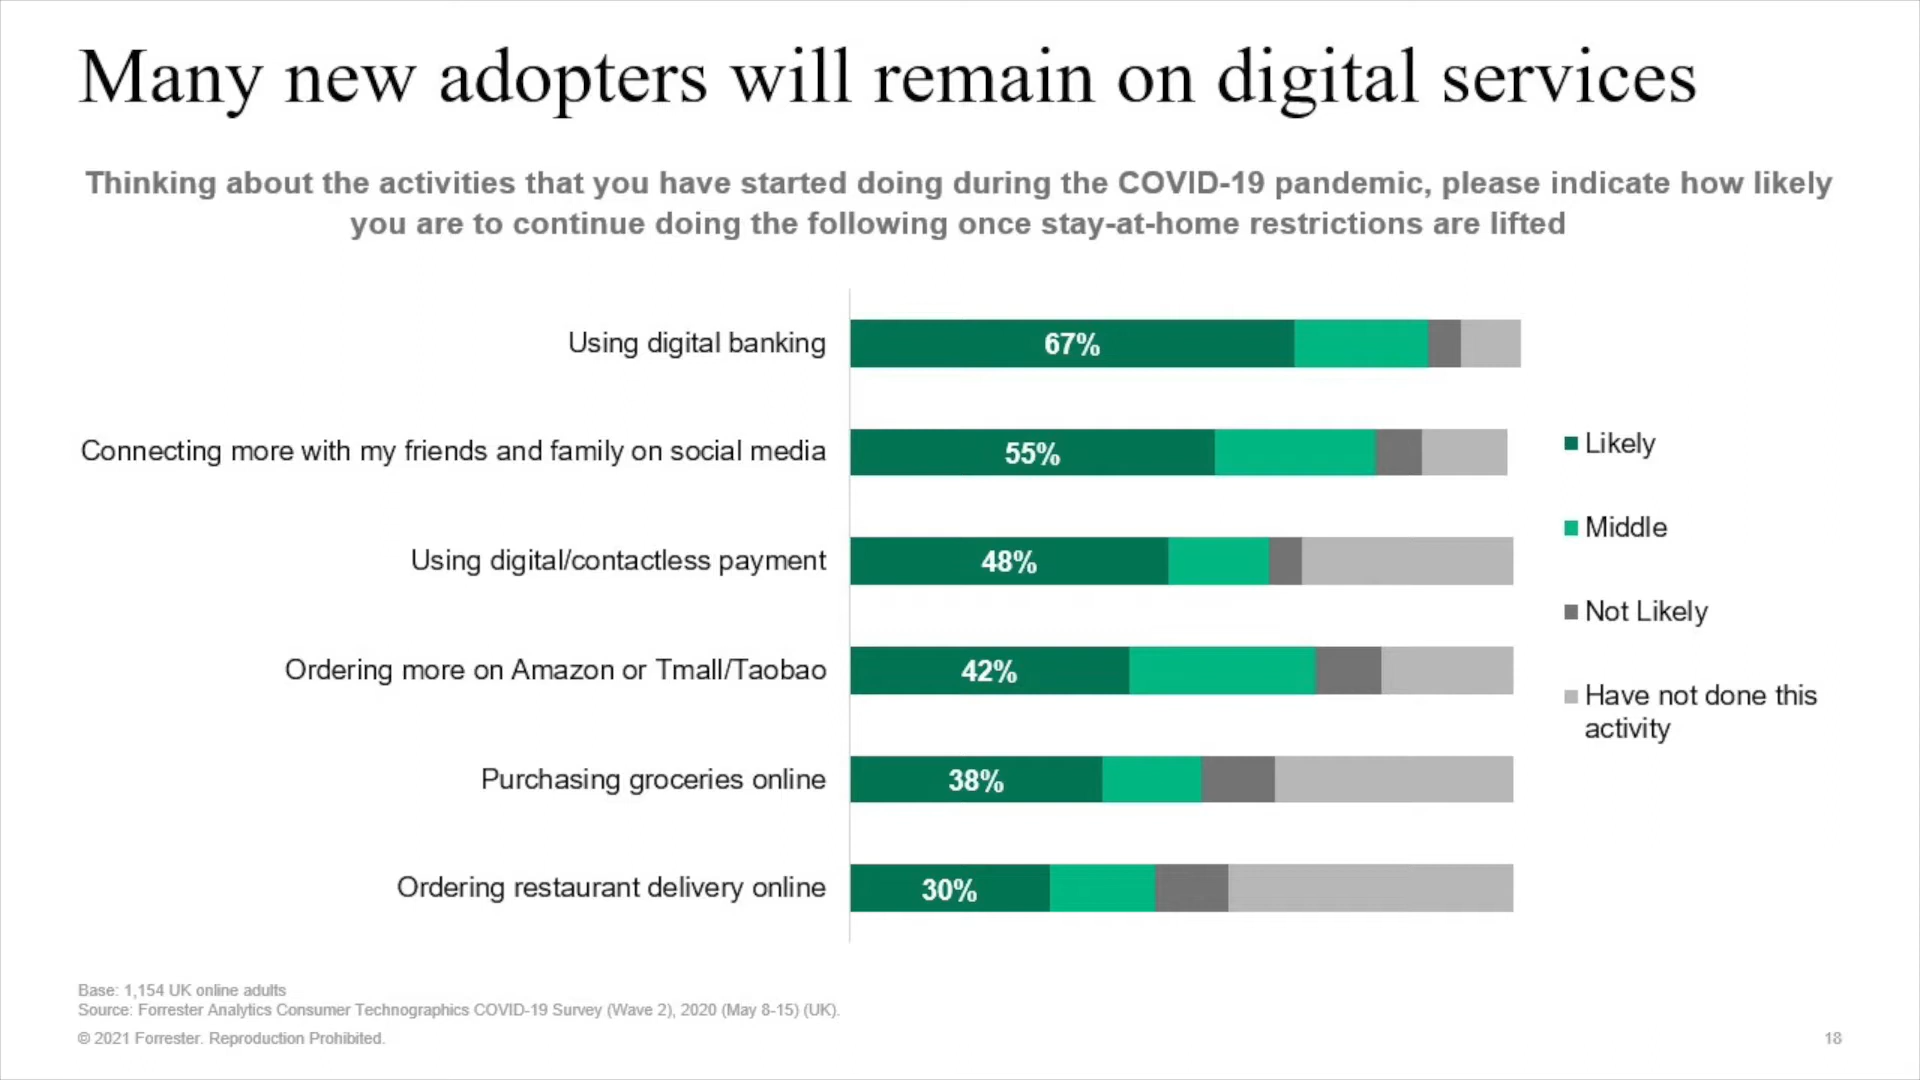 Many new adopters will remain on digital services
Thinking about the activities that you have started doing during the COVID-19 pandemic, please indicate how likely
you are to continue doing the following once stay-at-home restrictions are lifted
Using digital banking
67%
Connecting more with my friends and family on social media
55%
Using digital/contactless payment
48%
Ordering more on Amazon or Tmall/Taobao
42%
Purchasing groceries online
38%
Ordering restaurant delivery online
30%
Likely
Middle
Not Likely
Have not done this
activity
Base: 1,154 UK online adults
Source: Forrester Analytics Consumer Technographics COVID-19 Survey (Wave 2), 2020 (May 8-15) (UK).
© 2021 Forrester. Reproduction Prohibited.
18